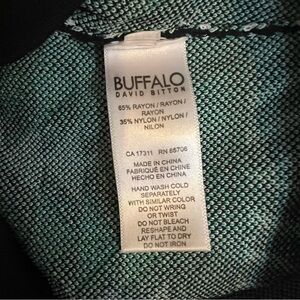 BUFFALO
DAVID BITTON
65% RAYON / RAYON /
RAYON
35% NYLON / NYLON /
NILON
CA 17311 RN 85706
MADE IN CHINA
FABRIQUÉ EN CHINE
HECHO EN CHINA
HAND WASH COLD
SEPARATELY
WITH SIMILAR COLOR
DO NOT WRING
OR TWIST
DO NOT BLEACH
RESHAPE AND
LAY FLAT TO DRY
DO NOT IRON